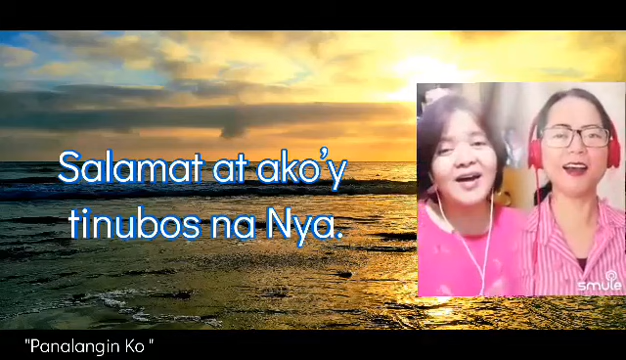 Salamat at ako’y
tinubos na Nya.
smule
"Panalangin Ko "